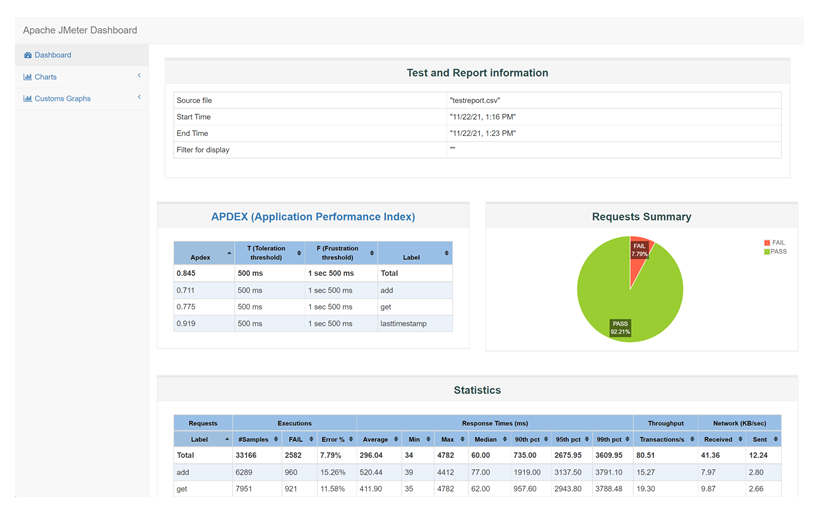 Apache JMeter Dashboard
Dashboard
Charts
Customs Graphs
Test and Report information
Source file "testreport.csv"
Start Time "11/22/21, 1:16 PM"
End Time "11/22/21, 1:23 PM"
Filter for display ""
APDEX (Application Performance Index)
Apdex T (Toleration threshold) F (Frustration threshold) Label
0.845 500 ms 1 sec 500 ms Total
0.711 500 ms 1 sec 500 ms add
0.775 500 ms 1 sec 500 ms get
0.919 500 ms 1 sec 500 ms lasttimestamp
Requests Summary
FAIL
7.79%
PASS
92.21%
FAIL
PASS
Statistics
Requests Executions Response Times (ms) Throughput Network (KB/sec)
Label #Samples FAIL Error % Average Min Max Median 90th pct 95th pct 99th pct Transactions/s Received Sent
Total 33166 2582 7.79% 296.04 34 4782 60.00 735.00 2675.95 3609.95 80.51 41.36 12.24
add 6289 960 15.26% 520.44 39 4412 77.00 1919.00 3137.50 3791.10 15.27 7.97 2.80
get 7951 921 11.58% 411.90 35 4782 62.00 957.60 2943.80 3788.48 19.30 9.87 2.66